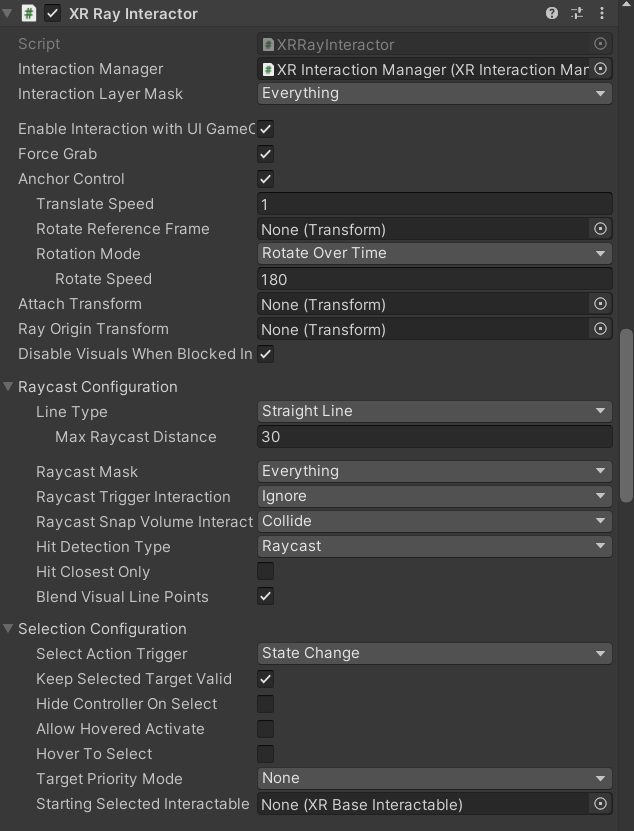 XR Ray Interactor
Script XRRayInteractor
Interaction Manager XR Interaction Manager (XR Interaction Mar
Interaction Layer Mask Everything
Enable Interaction with UI GameC
Force Grab
Anchor Control
Translate Speed 1
Rotate Reference Frame None (Transform)
Rotation Mode Rotate Over Time
Rotate Speed 180
Attach Transform None (Transform)
Ray Origin Transform None (Transform)
Disable Visuals When Blocked In
Raycast Configuration
Line Type Straight Line
Max Raycast Distance 30
Raycast Mask Everything
Raycast Trigger Interaction Ignore
Raycast Snap Volume Interact Collide
Hit Detection Type Raycast
Hit Closest Only
Blend Visual Line Points
Selection Configuration
Select Action Trigger State Change
Keep Selected Target Valid
Hide Controller On Select
Allow Hovered Activate
Hover To Select
Target Priority Mode None
Starting Selected Interactable None (XR Base Interactable)